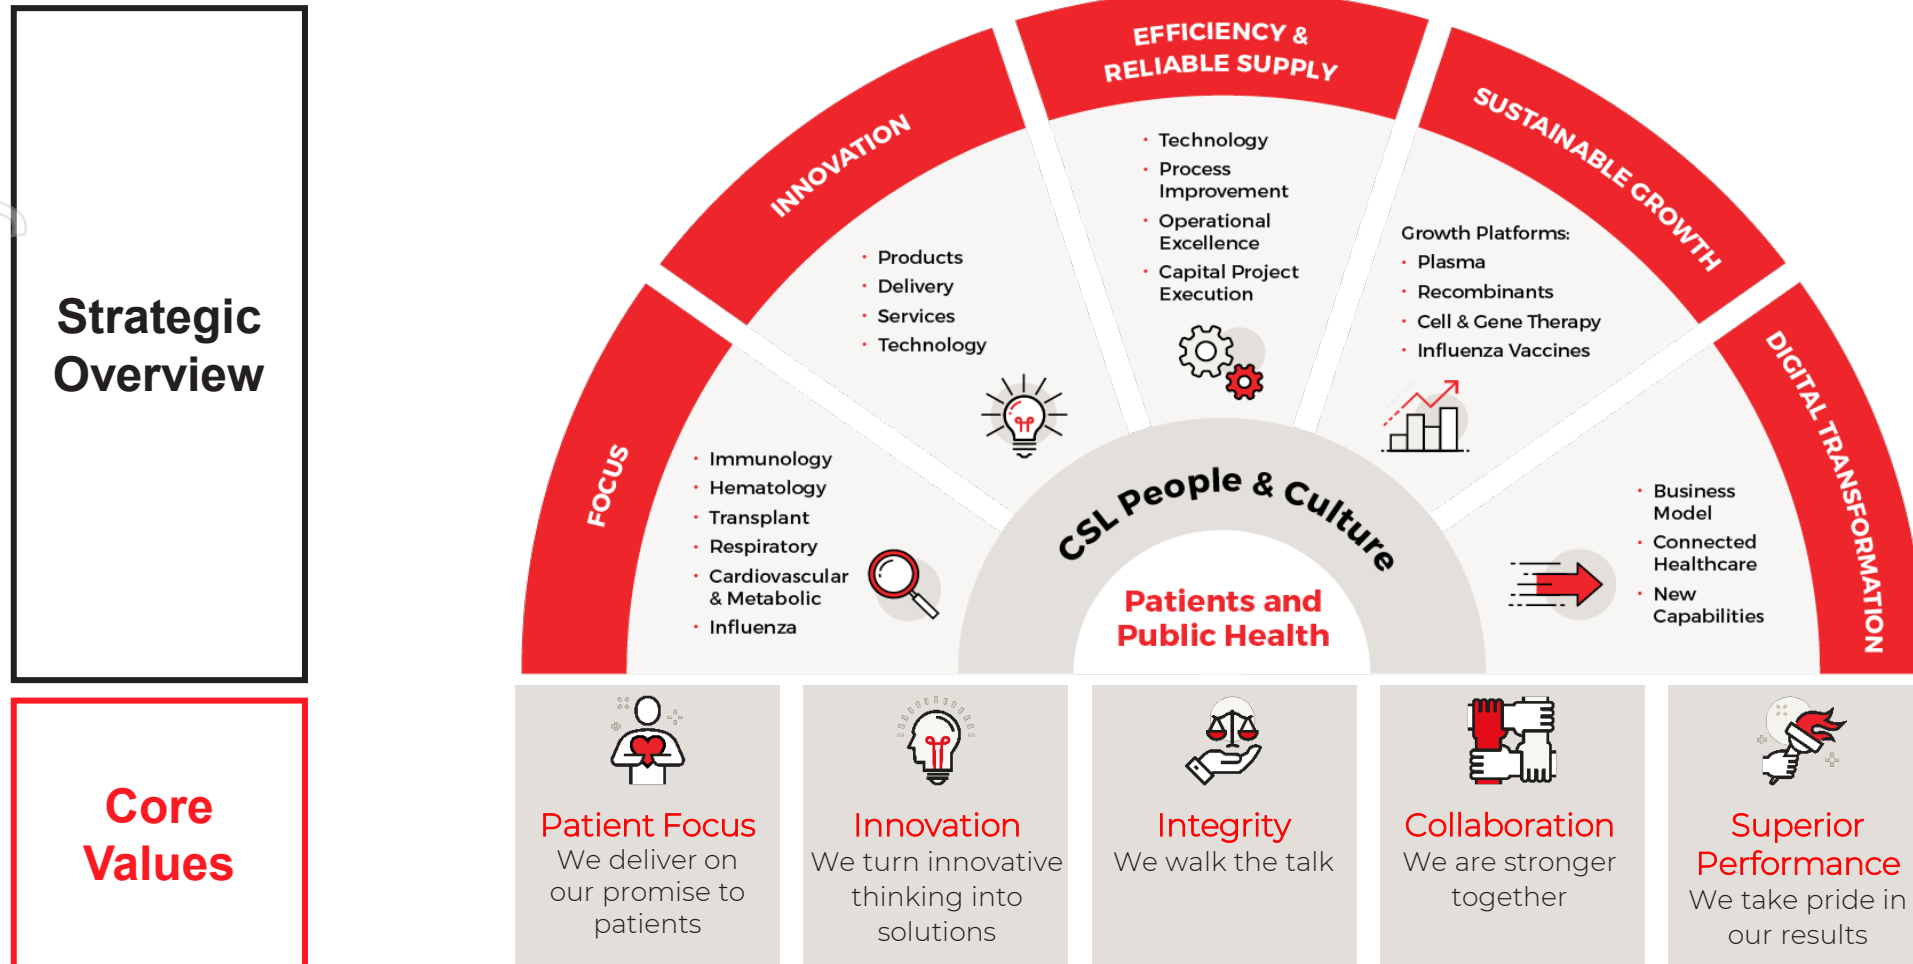 Strategic
Overview
FOCUS
• Immunology
• Hematology
• Transplant
• Respiratory
• Cardiovascular
& Metabolic
• Influenza
INNOVATION
• Products
• Delivery
• Services
• Technology
EFFICIENCY &
RELIABLE SUPPLY
• Technology
• Process
Improvement
• Operational
Excellence
• Capital Project
Execution
SUSTAINABLE GROWTH
Growth Platforms:
• Plasma
• Recombinants
• Cell & Gene Therapy
• Influenza Vaccines
DIGITAL TRANSFORMATION
• Business
Model
• Connected
Healthcare
• New
Capabilities
CSL People & Culture
Patients and
Public Health
Core
Values
Patient Focus
We deliver on
our promise to
patients
Innovation
We turn innovative
thinking into
solutions
Integrity
We walk the talk
Collaboration
We are stronger
together
Superior
Performance
We take pride in
our results